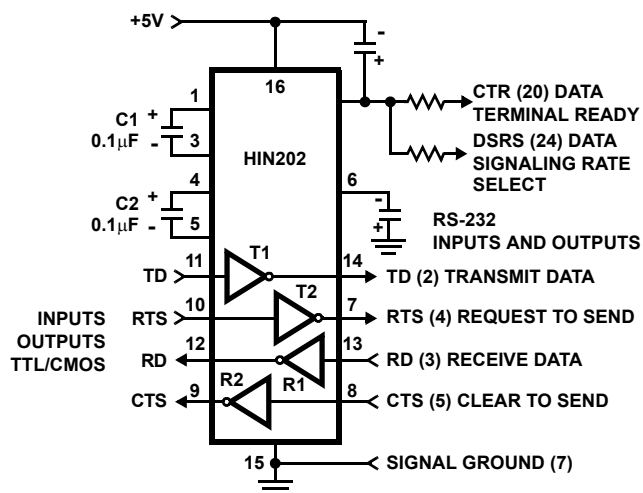 +5V
-
+
16
1
CTR (20) DATA
TERMINAL READY
C1
+
0.1μF
-
3
HIN202
DSRS (24) DATA
SIGNALING RATE
SELECT
4
6
C2
+
0.1μF
-
5
-
+
RS-232
INPUTS AND OUTPUTS
T1
TD
11
14
TD (2) TRANSMIT DATA
T2
RTS
10
7
RTS (4) REQUEST TO SEND
INPUTS
OUTPUTS
TTL/CMOS
RD
12
13
RD (3) RECEIVE DATA
R1
R2
CTS
9
8
CTS (5) CLEAR TO SEND
15
SIGNAL GROUND (7)